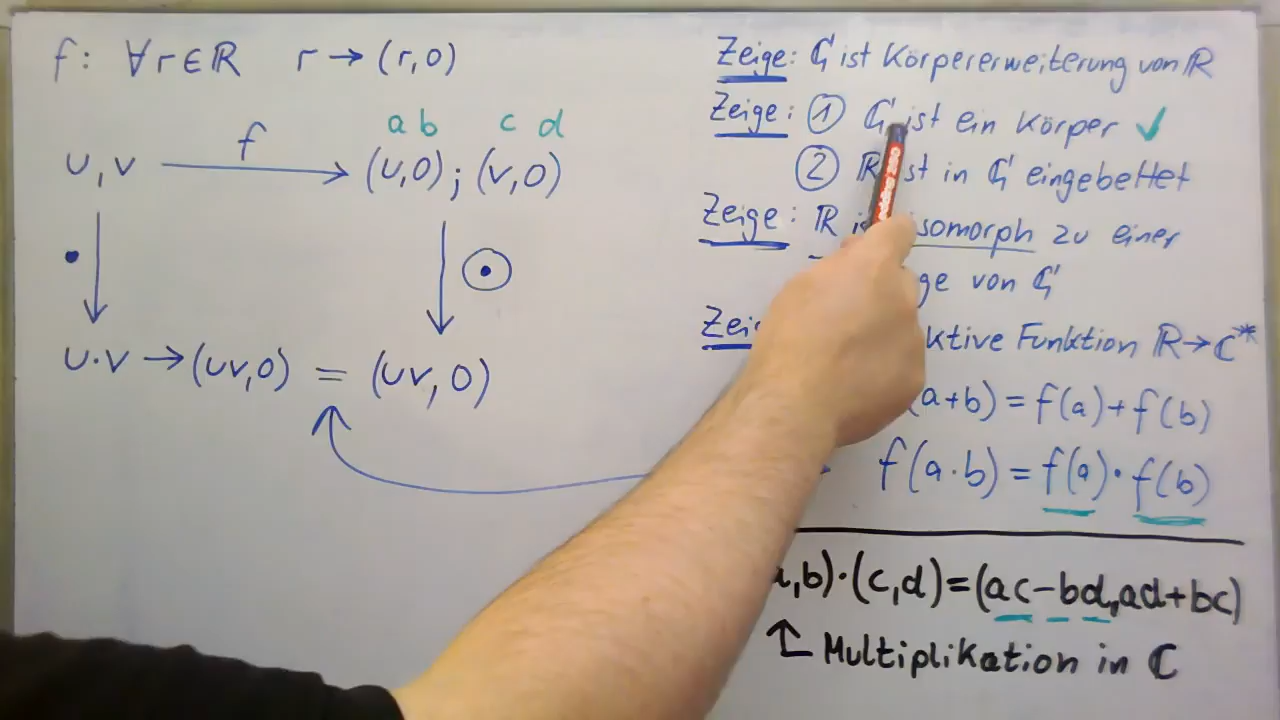 f: ∀r∈ℝ r→(r,0)
f
a b c d
u,v (u,0);(v,0)
• ⊙
u·v→(uv,0) = (uv,0)
Zeige: ℂ ist Körpererweiterung von ℝ
Zeige: ① ℂ ist ein Körper ✓
② ℝ ist in ℂ eingebettet
Zeige: ℝ isomorph zu einer
ge von ℂ
Zei ktive Funktion ℝ→ℂ*
(a+b)=f(a)+f(b)
f(a·b)=f(a)·f(b)
,b)·(c,d)=(ac-bd,ad+bc)
Multiplikation in ℂ